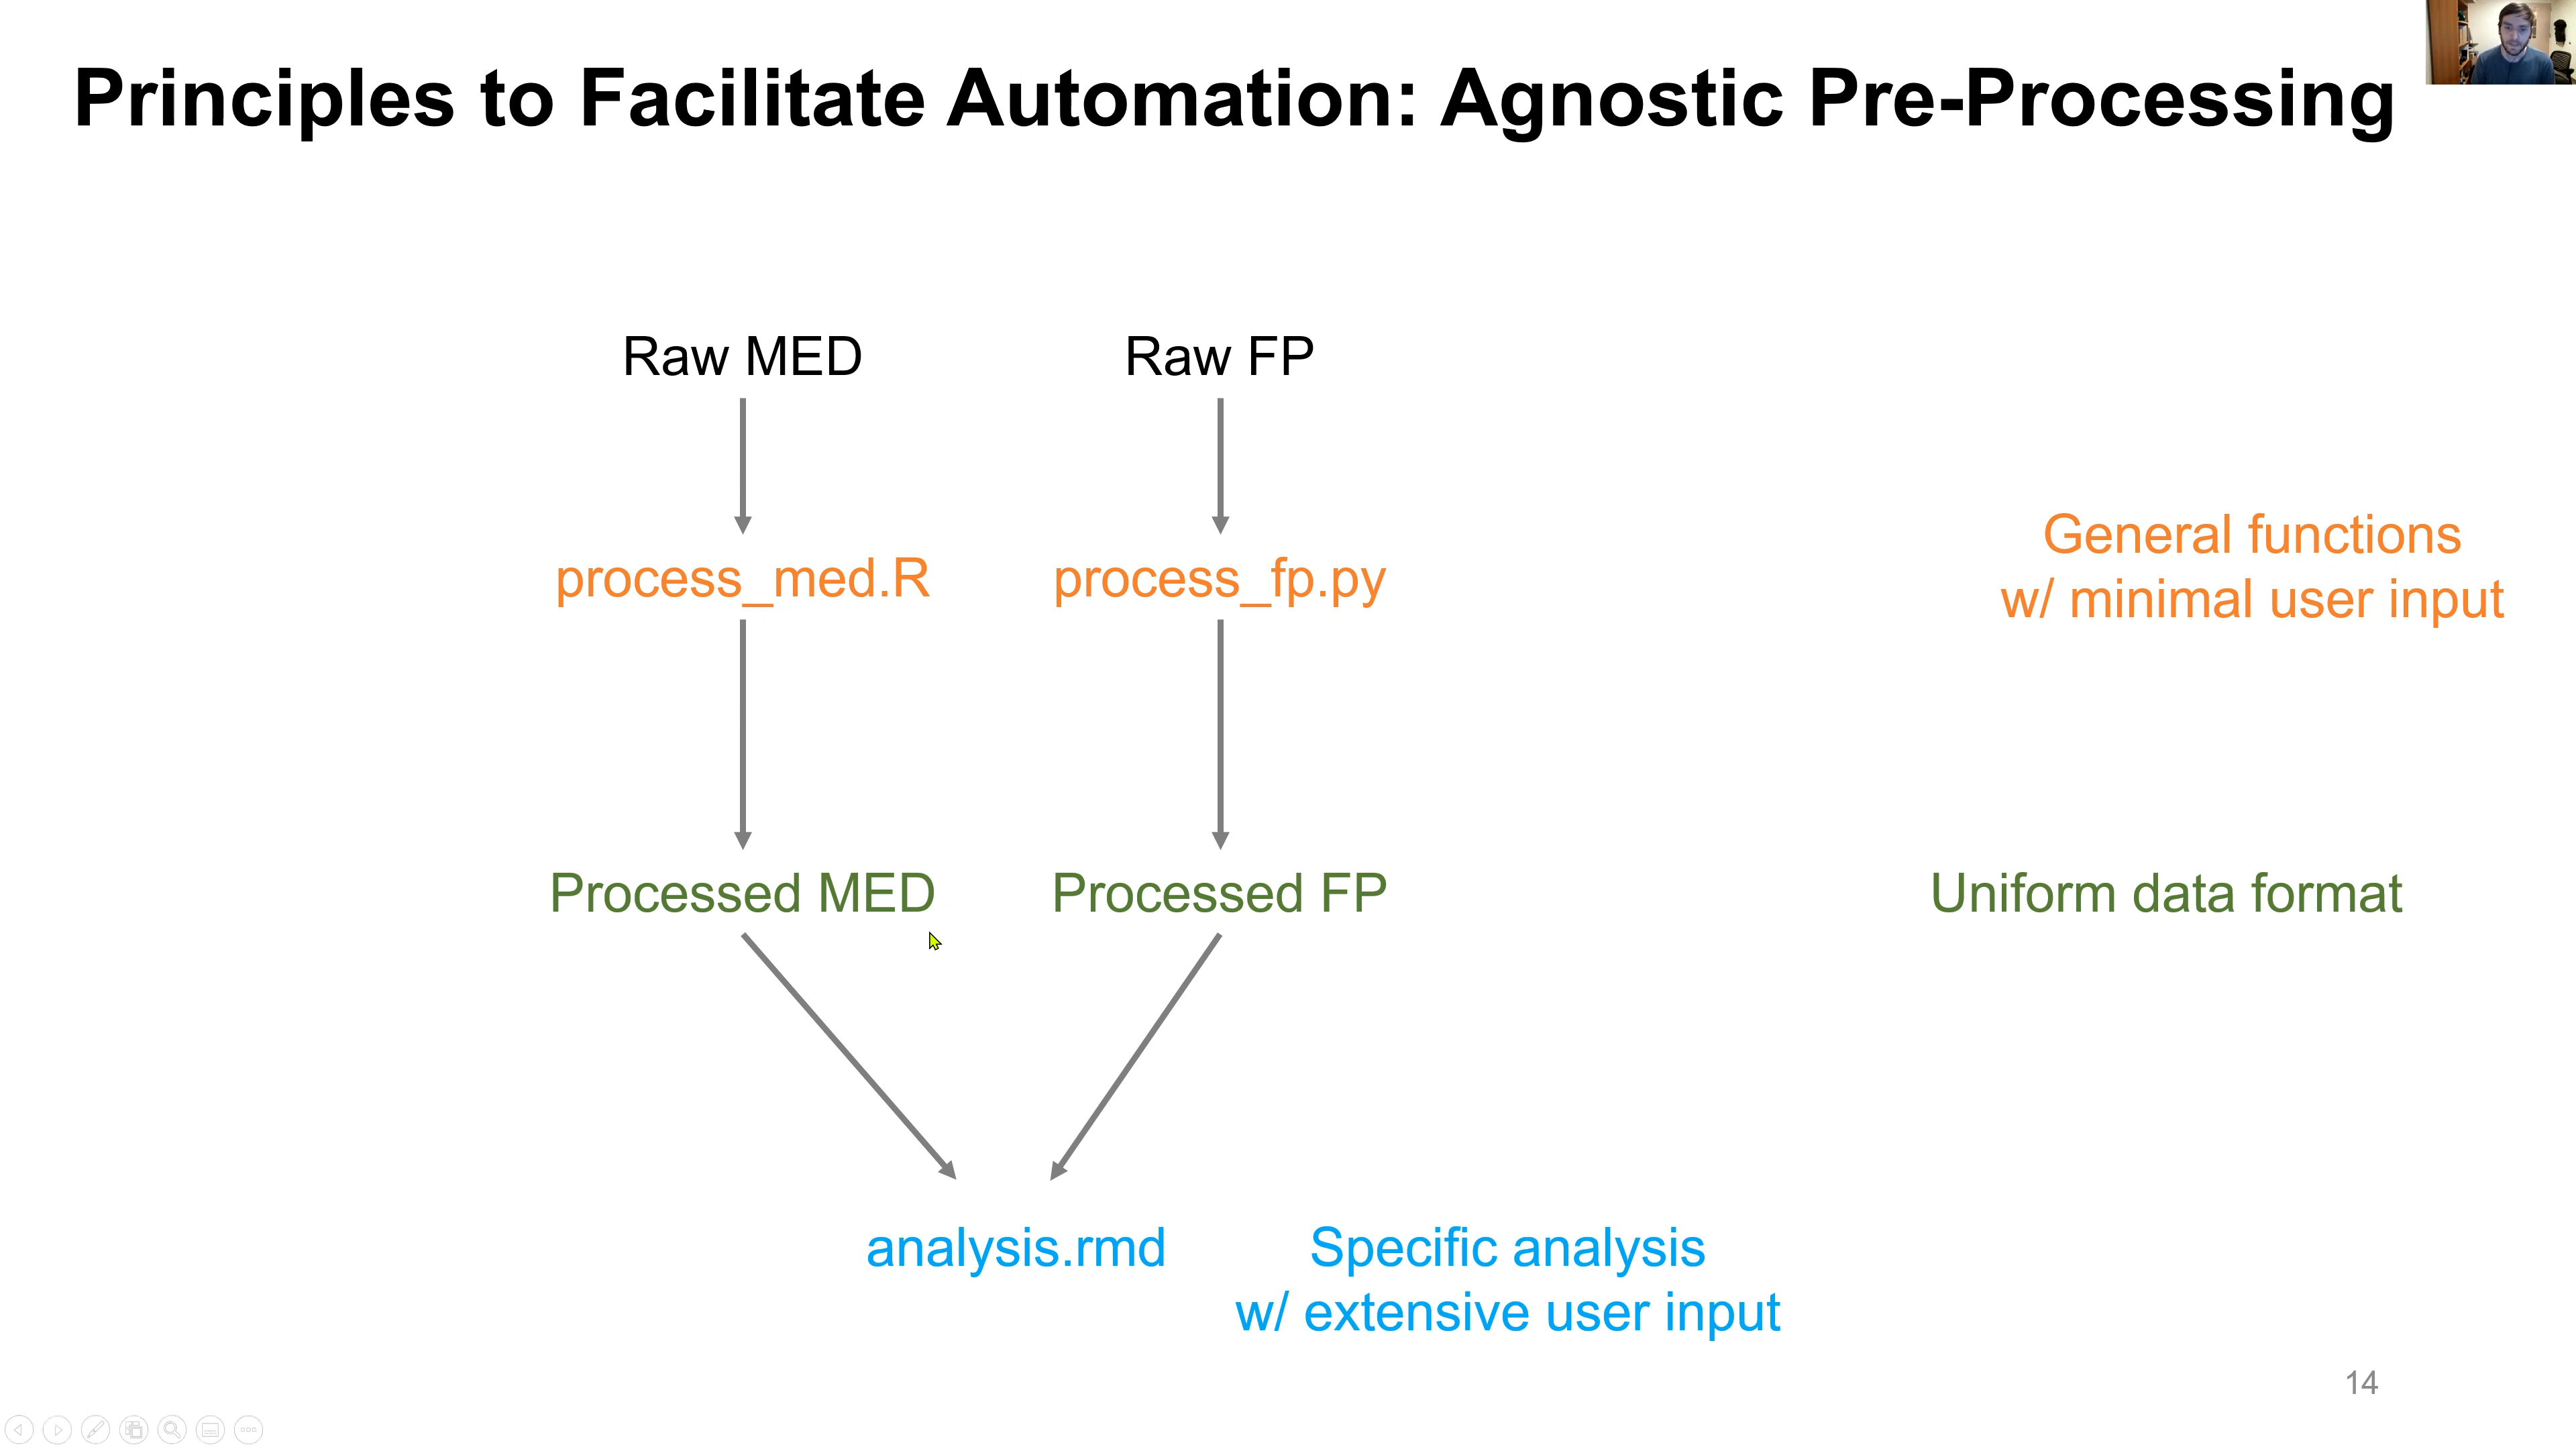 Principles to Facilitate Automation: Agnostic Pre-Processing
Raw MED
Raw FP
process_med.R
process_fp.py
General functions
w/ minimal user input
Processed MED
Processed FP
Uniform data format
analysis.rmd
Specific analysis
w/ extensive user input
14